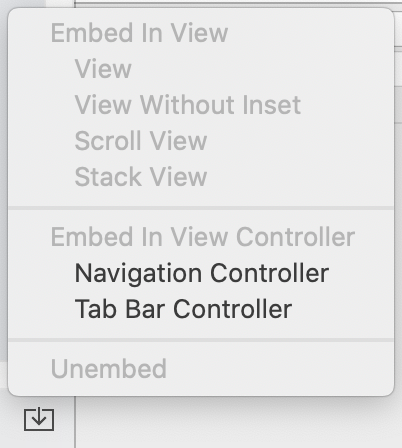 Embed In View
View
View Without Inset
Scroll View
Stack View
Embed In View Controller
Navigation Controller
Tab Bar Controller
Unembed